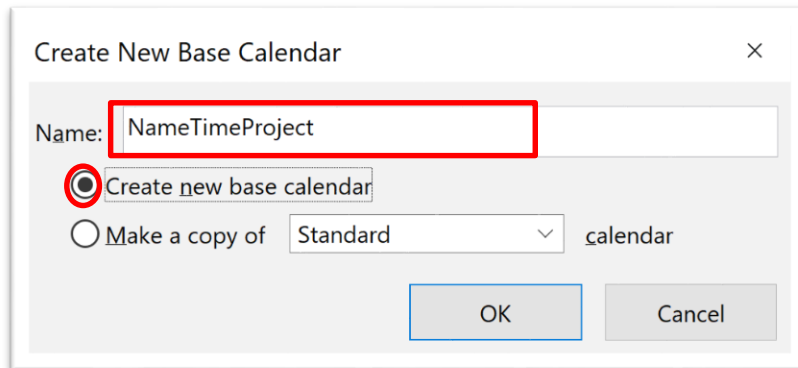 Create New Base Calendar
Name: NameTimeProject
Create new base calendar
Make a copy of Standard calendar
OK Cancel